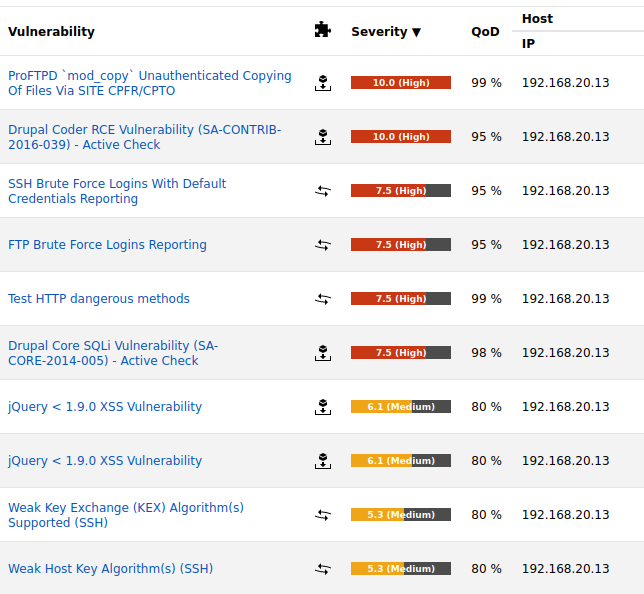 Vulnerability Severity ▼ QoD Host
IP
ProFTPD `mod_copy` Unauthenticated Copying
Of Files Via SITE CPFR/CPTO
10.0 (High) 99 % 192.168.20.13
Drupal Coder RCE Vulnerability (SA-CONTRIB-
2016-039) - Active Check
10.0 (High) 95 % 192.168.20.13
SSH Brute Force Logins With Default
Credentials Reporting
7.5 (High) 95 % 192.168.20.13
FTP Brute Force Logins Reporting 7.5 (High) 95 % 192.168.20.13
Test HTTP dangerous methods 7.5 (High) 99 % 192.168.20.13
Drupal Core SQLi Vulnerability (SA-
CORE-2014-005) - Active Check
7.5 (High) 98 % 192.168.20.13
jQuery < 1.9.0 XSS Vulnerability 6.1 (Medium) 80 % 192.168.20.13
jQuery < 1.9.0 XSS Vulnerability 6.1 (Medium) 80 % 192.168.20.13
Weak Key Exchange (KEX) Algorithm(s)
Supported (SSH)
5.3 (Medium) 80 % 192.168.20.13
Weak Host Key Algorithm(s) (SSH) 5.3 (Medium) 80 % 192.168.20.13